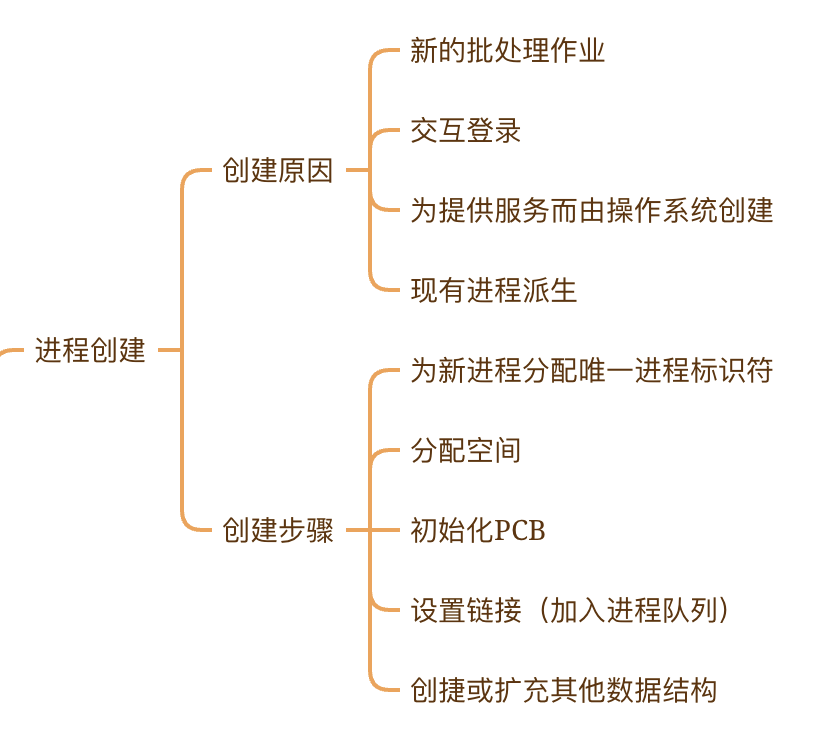 新的批处理作业
交互登录
创建原因
为提供服务而由操作系统创建
现有进程派生
进程创建
为新进程分配唯一进程标识符
分配空间
创建步骤
初始化PCB
设置链接（加入进程队列）
创捷或扩充其他数据结构